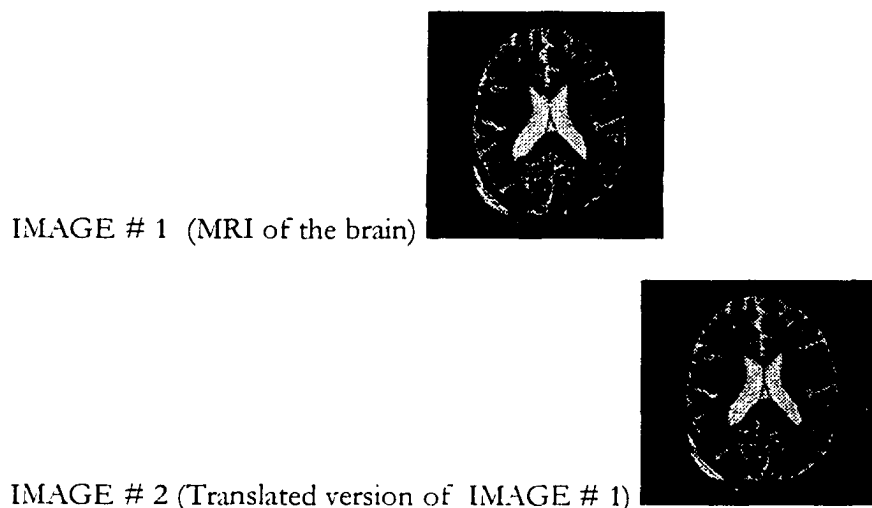 IMAGE # 1 (MRI of the brain)
IMAGE # 2 (Translated version of IMAGE # 1)